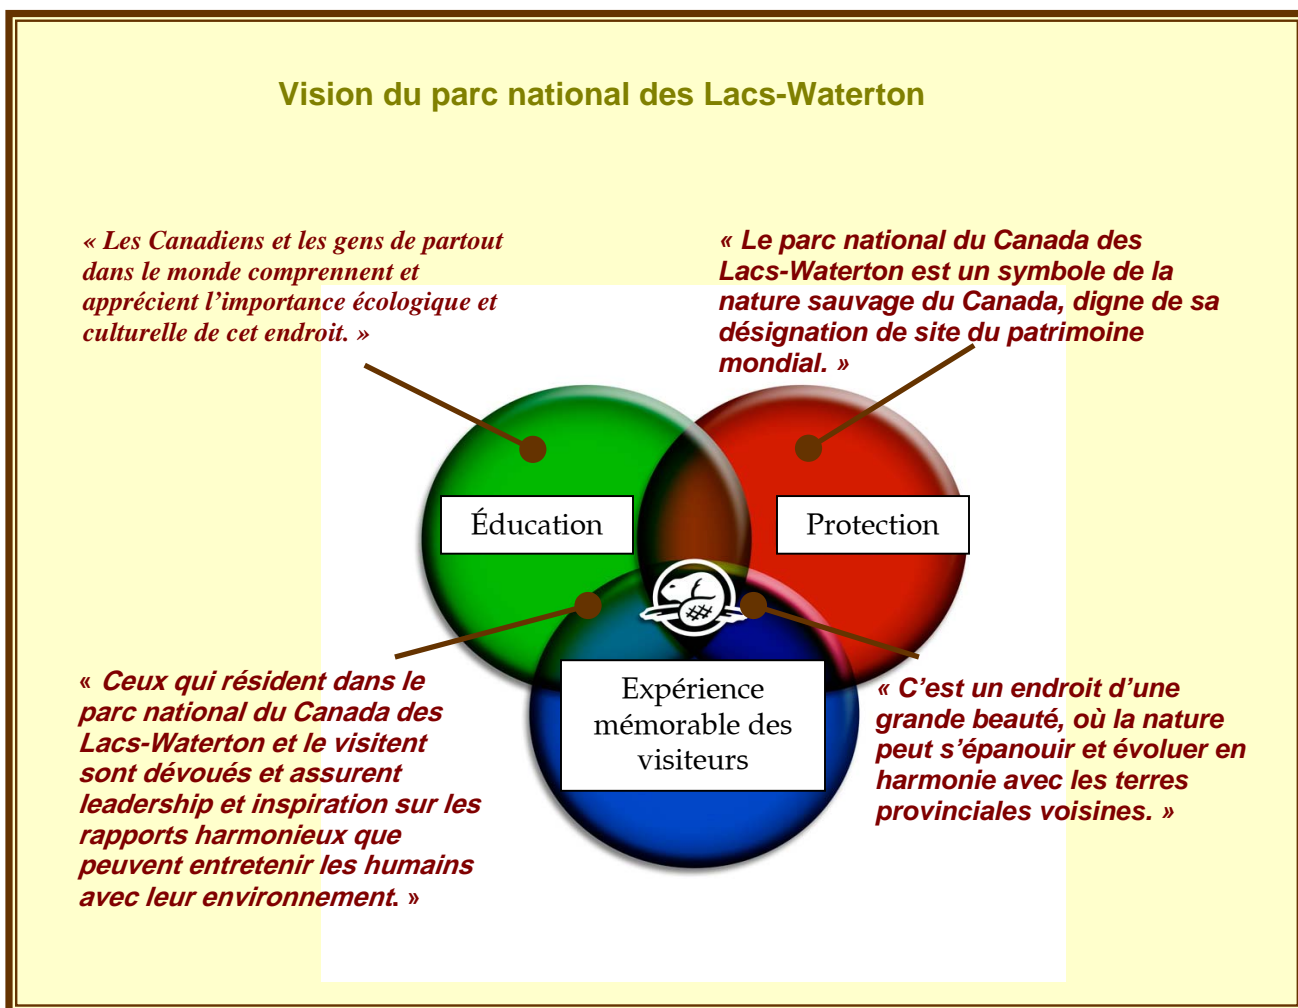 Vision du parc national des Lacs-Waterton
« Les Canadiens et les gens de partout
dans le monde comprennent et
apprécient l’importance écologique et
culturelle de cet endroit. »
« Le parc national du Canada des
Lacs-Waterton est un symbole de la
nature sauvage du Canada, digne de sa
désignation de site du patrimoine
mondial. »
Éducation
Protection
Expérience
mémorable des
visiteurs
« Ceux qui résident dans le
parc national du Canada des
Lacs-Waterton et le visitent
sont dévoués et assurent
leadership et inspiration sur les
rapports harmonieux que
peuvent entretenir les humains
avec leur environnement. »
« C’est un endroit d’une
grande beauté, où la nature
peut s’épanouir et évoluer en
harmonie avec les terres
provinciales voisines. »